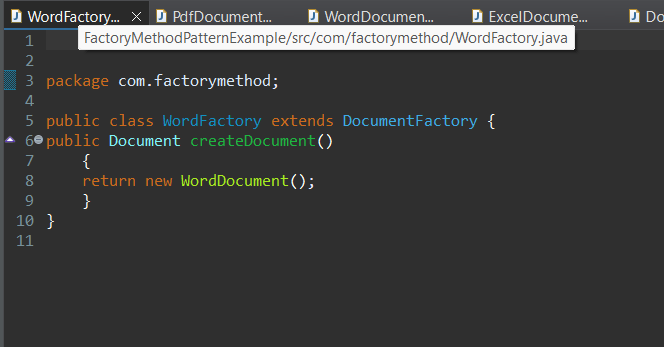 WordFactory... PdfDocument... WordDocumen... ExcelDocume... Do
FactoryMethodPatternExample/src/com/factorymethod/WordFactory.java
1
2
3 package com.factorymethod;
4
5 public class WordFactory extends DocumentFactory {
6 public Document createDocument()
7 {
8 return new WordDocument();
9 }
10 }
11